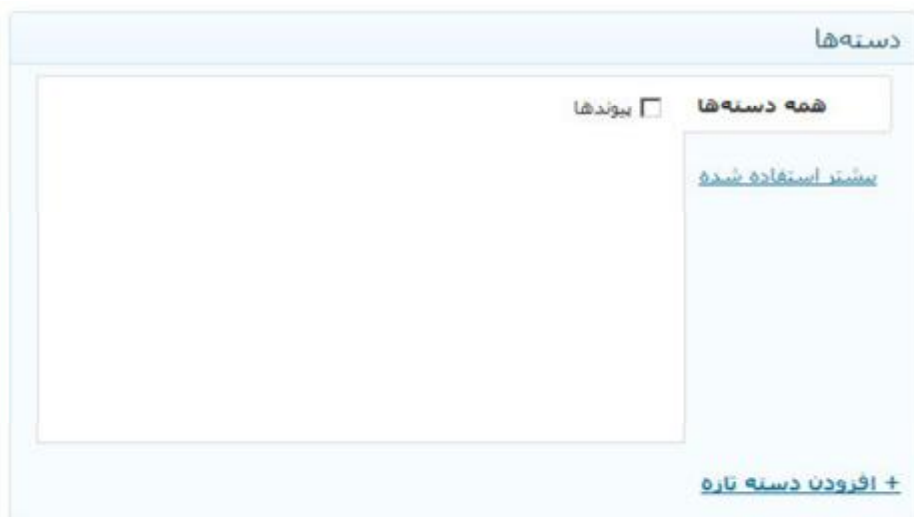 دسته‌ها
همه دسته‌ها
پیوندها
بیشتر استفاده شده
+ افزودن دسته تازه